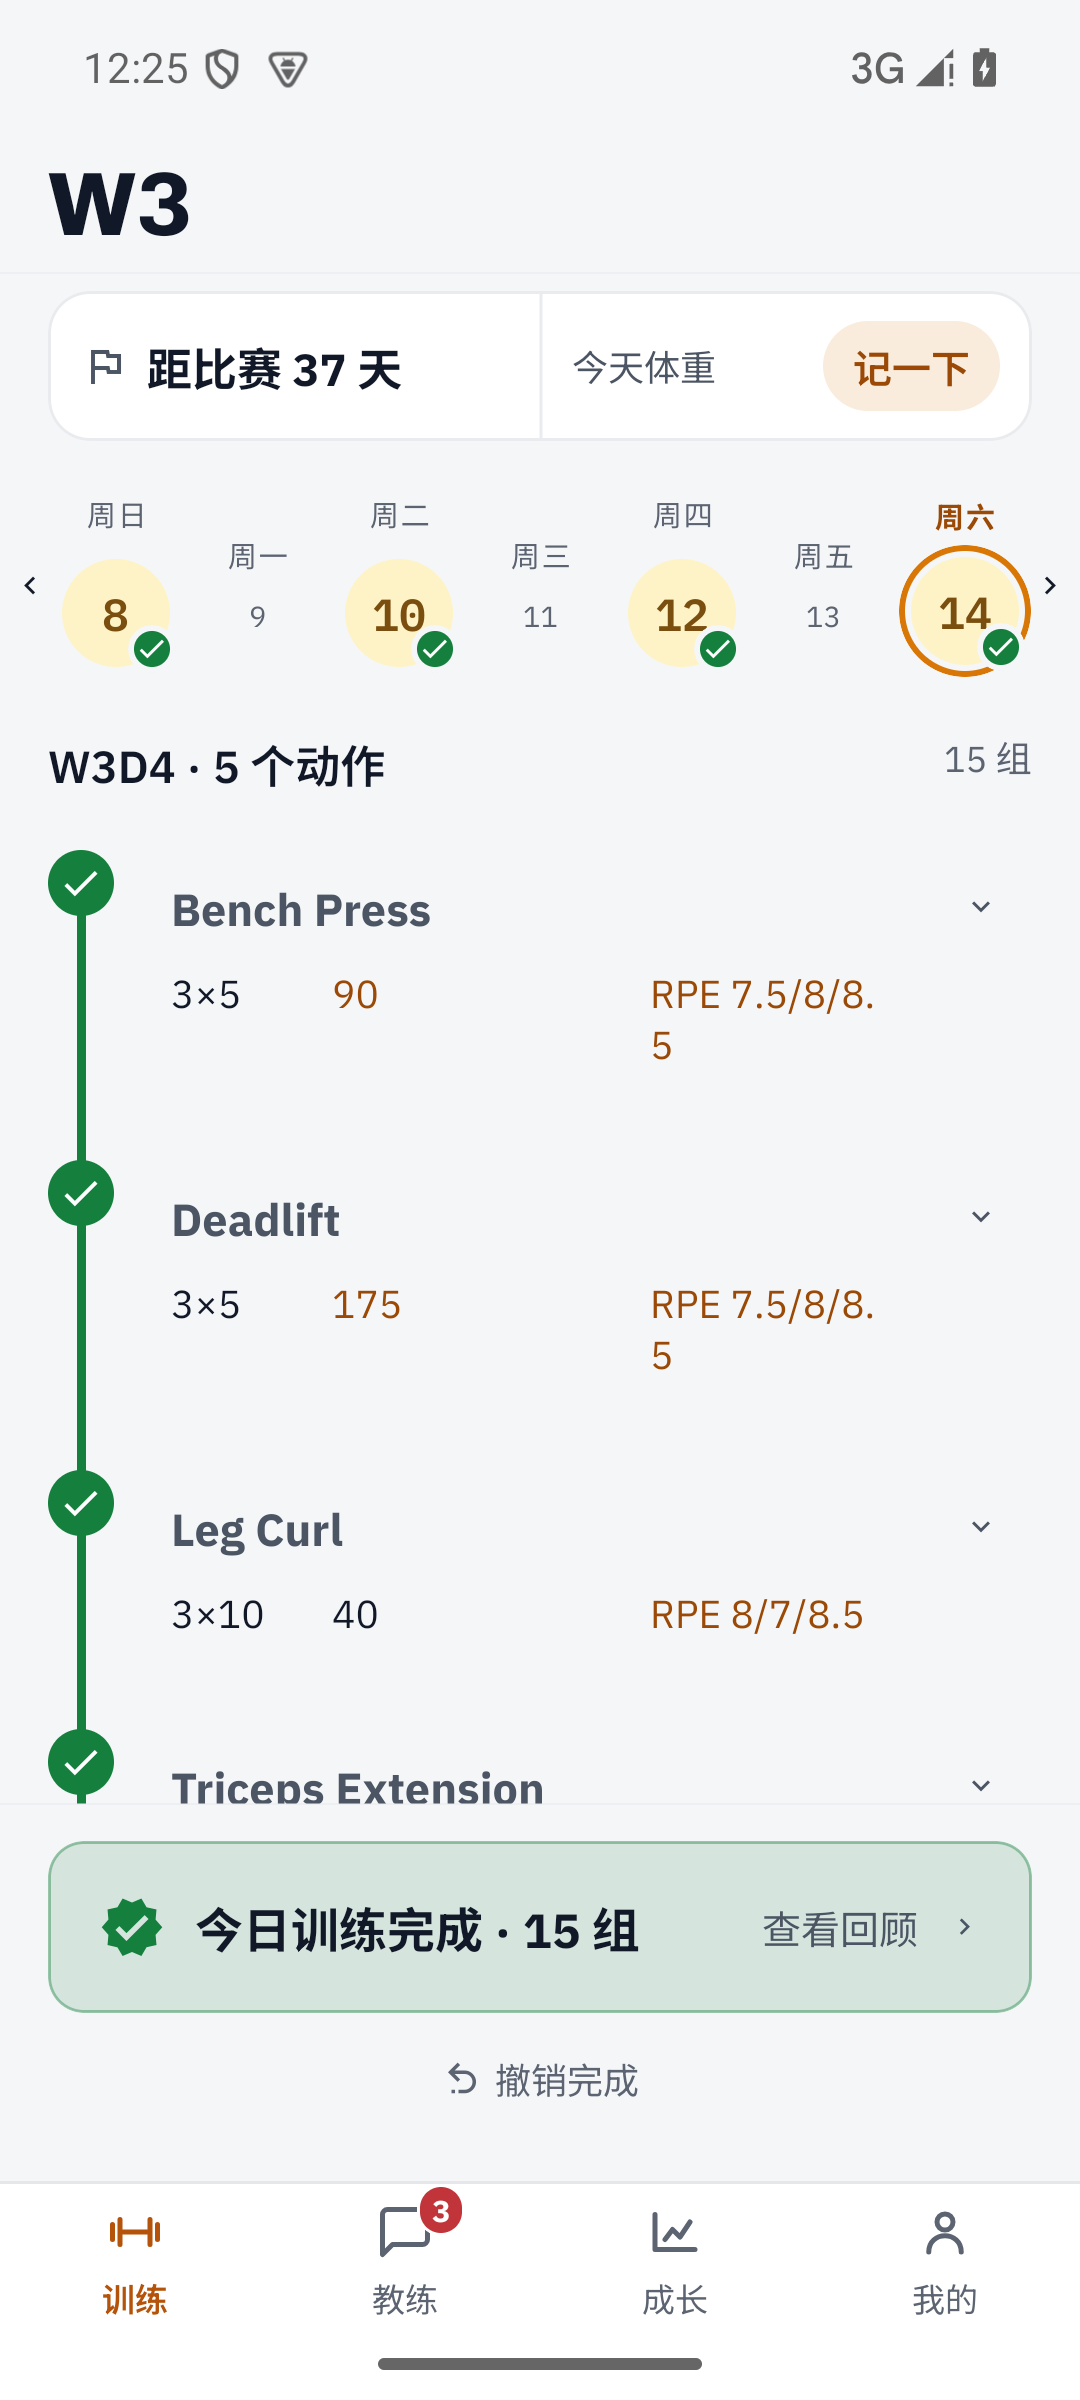 12:25
3G
W3
距比赛 37 天
今天体重
记一下
周日 周一 周二 周三 周四 周五 周六
8 9 10 11 12 13 14
W3D4 · 5 个动作
15 组
Bench Press
3×5 90 RPE 7.5/8/8.
5
Deadlift
3×5 175 RPE 7.5/8/8.
5
Leg Curl
3×10 40 RPE 8/7/8.5
Triceps Extension
今日训练完成 · 15 组
查看回顾
撤销完成
3
训练 教练 成长 我的